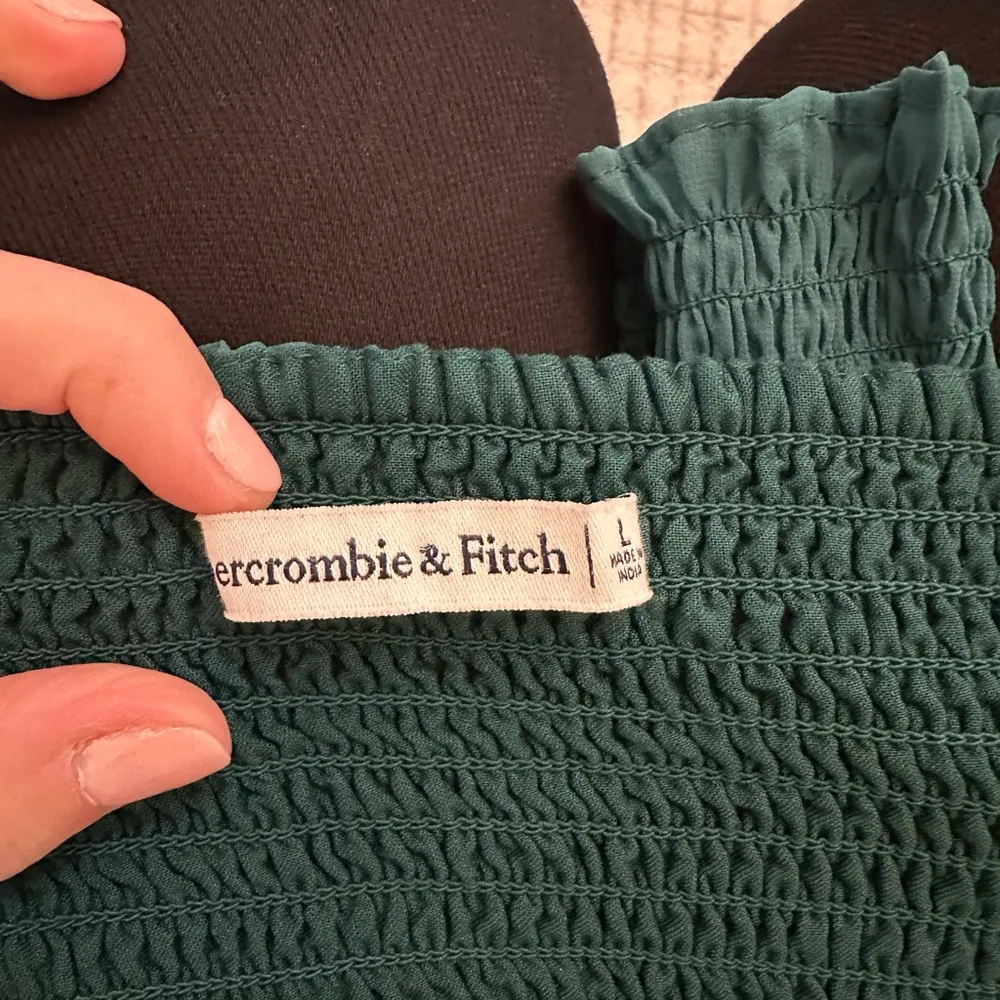 ercrombie & Fitch | L
MADE IN
INDIA